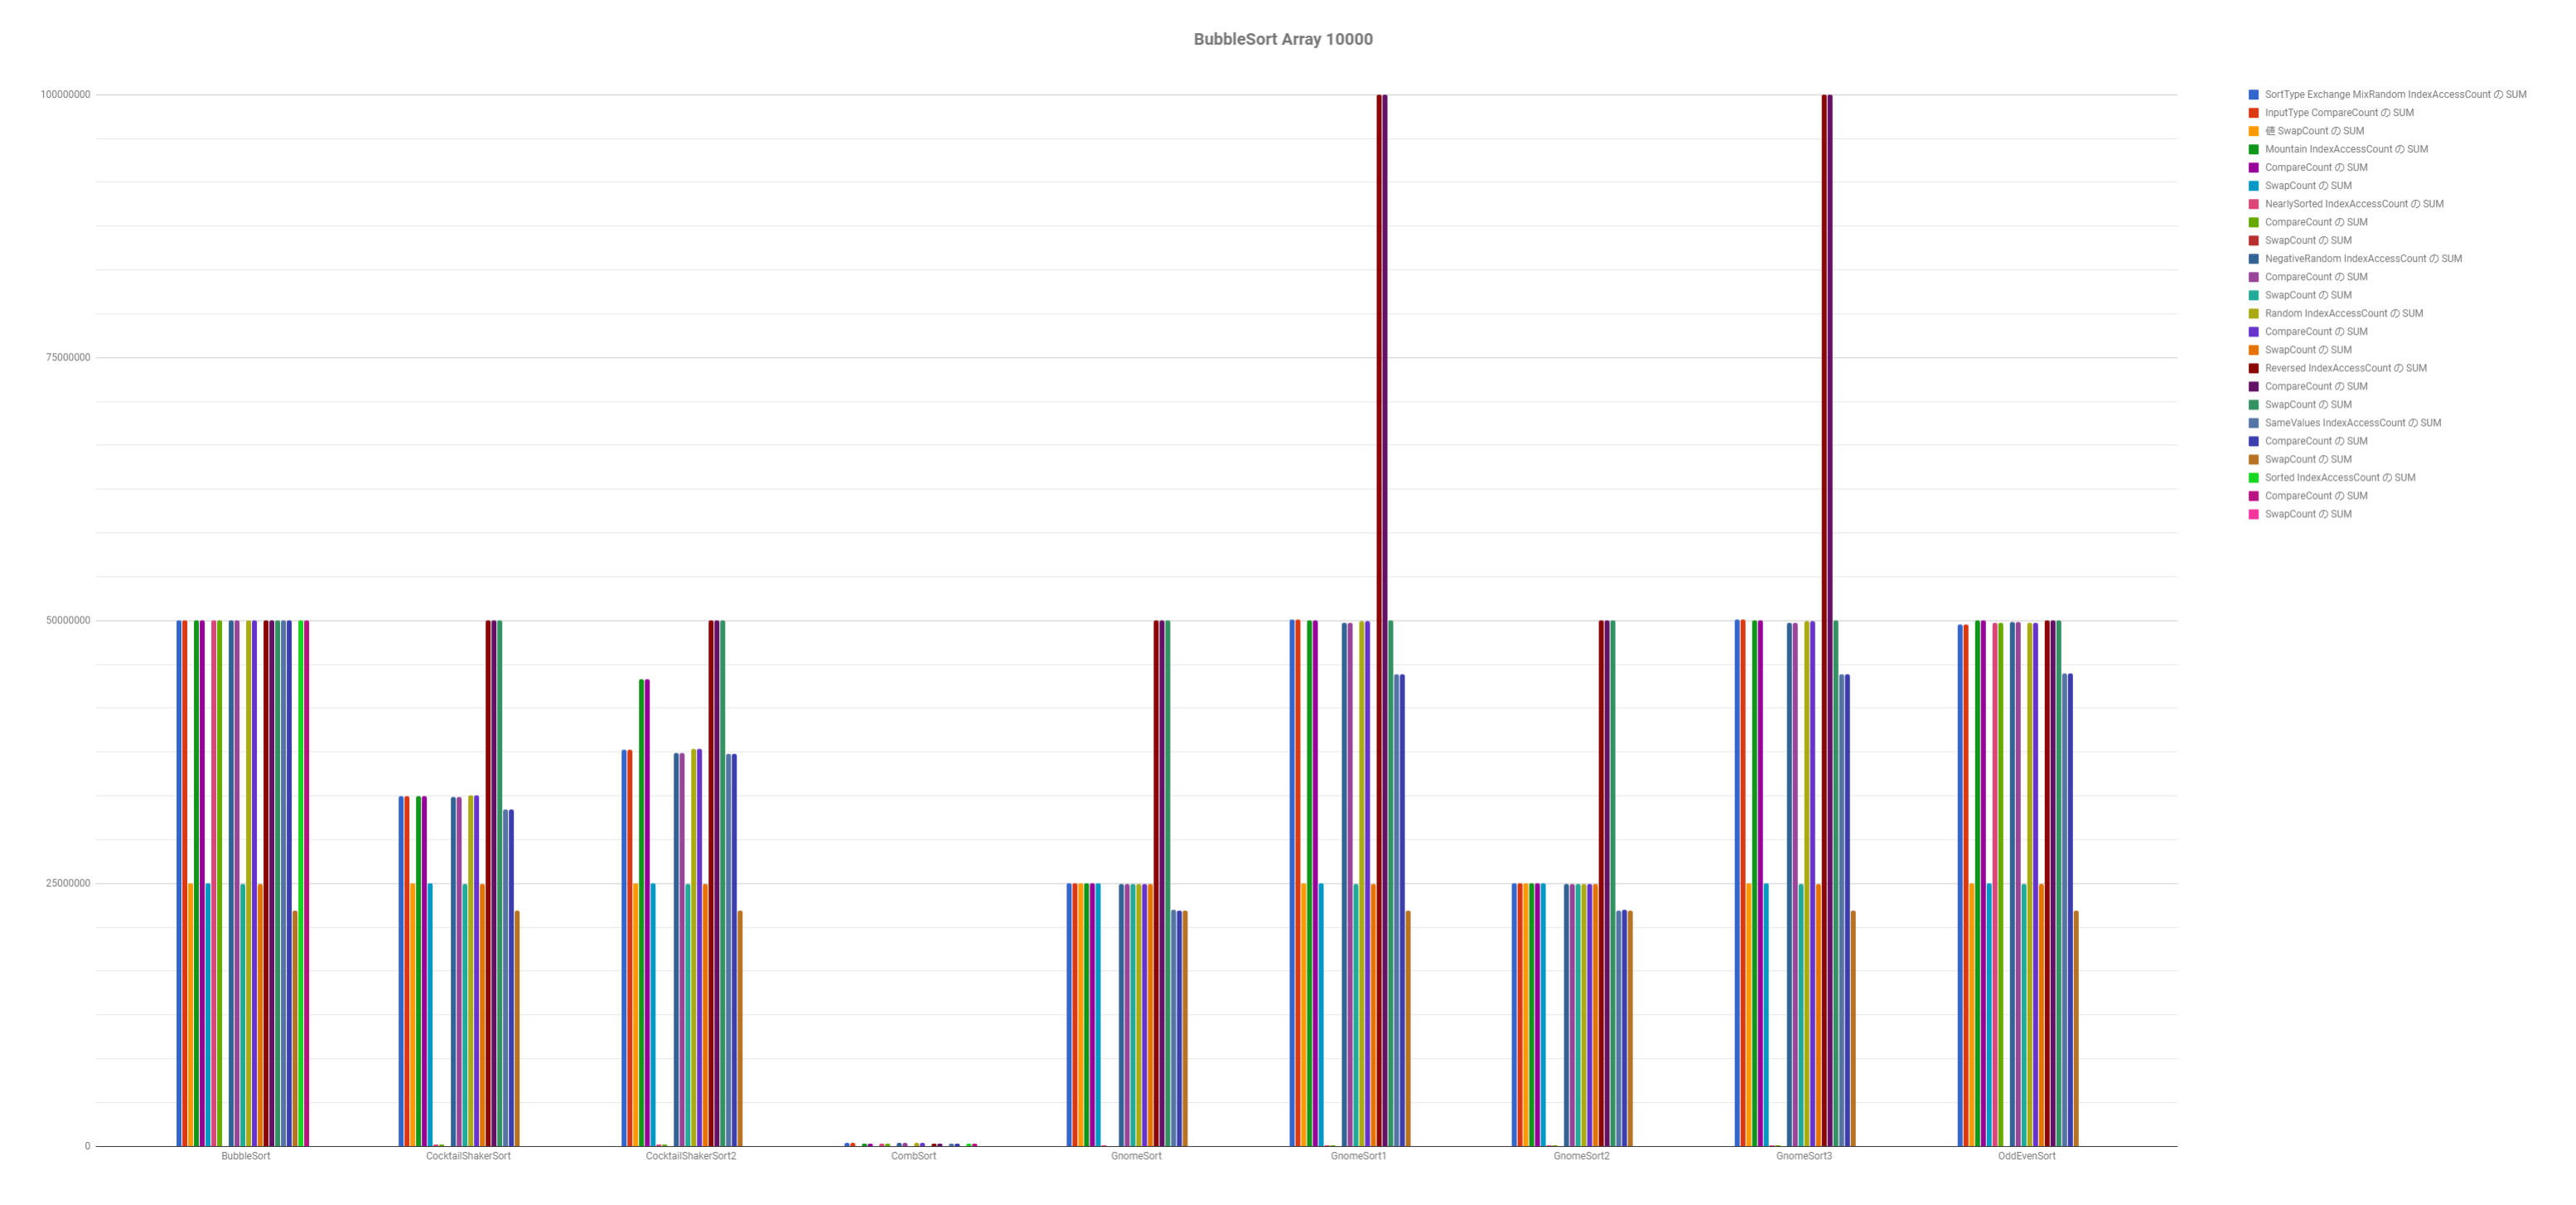 BubbleSort Array 10000
100000000
75000000
50000000
25000000
0
BubbleSort
CocktailShakerSort
CocktailShakerSort2
CombSort
GnomeSort
GnomeSort1
GnomeSort2
GnomeSort3
OddEvenSort
SortType Exchange MixRandom IndexAccessCount の SUM
InputType CompareCount の SUM
値 SwapCount の SUM
Mountain IndexAccessCount の SUM
CompareCount の SUM
SwapCount の SUM
NearlySorted IndexAccessCount の SUM
CompareCount の SUM
SwapCount の SUM
NegativeRandom IndexAccessCount の SUM
CompareCount の SUM
SwapCount の SUM
Random IndexAccessCount の SUM
CompareCount の SUM
SwapCount の SUM
Reversed IndexAccessCount の SUM
CompareCount の SUM
SwapCount の SUM
SameValues IndexAccessCount の SUM
CompareCount の SUM
SwapCount の SUM
Sorted IndexAccessCount の SUM
CompareCount の SUM
SwapCount の SUM